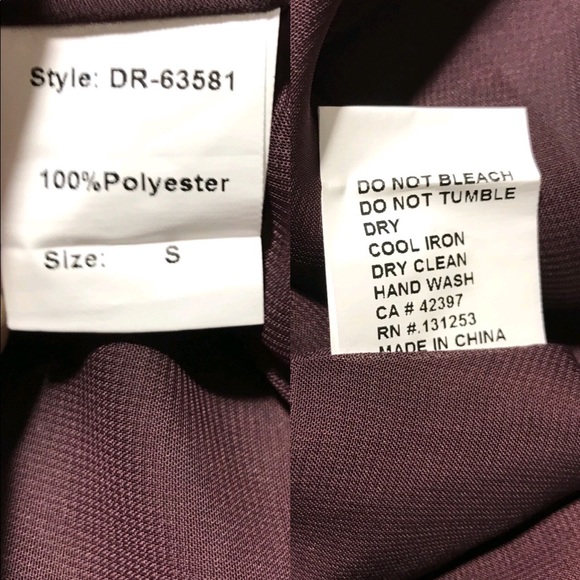 Style: DR-63581
100%Polyester
Size: S
DO NOT BLEACH
DO NOT TUMBLE
DRY
COOL IRON
DRY CLEAN
HAND WASH
CA # 42397
RN #.131253
MADE IN CHINA